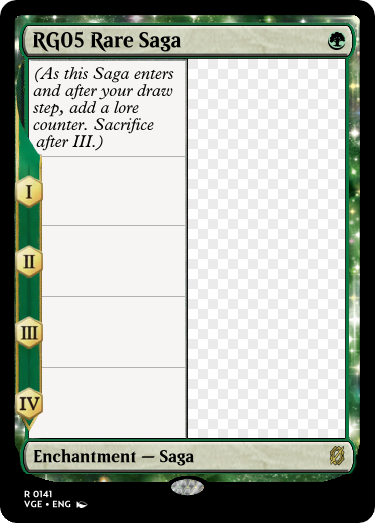 RG05 Rare Saga
(As this Saga enters
and after your draw
step, add a lore
counter. Sacrifice
after III.)
I
II
III
IV
Enchantment — Saga
R 0141
VGE • ENG